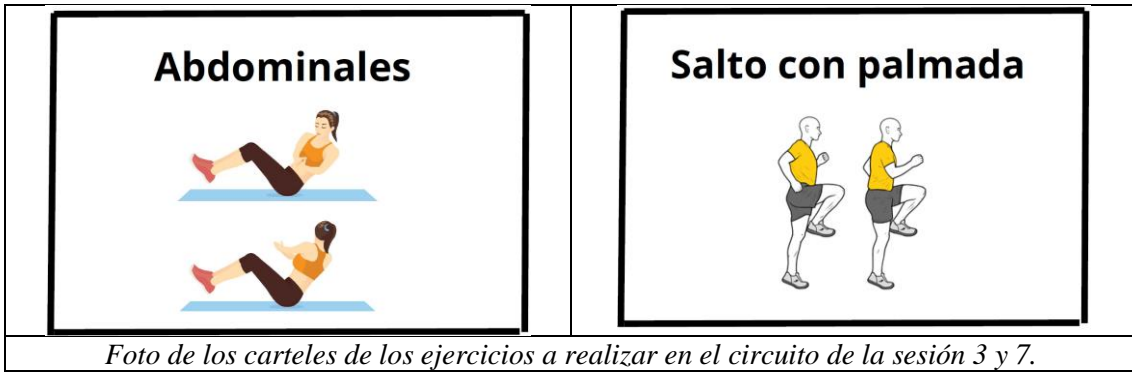 Abdominales
Salto con palmada
Foto de los carteles de los ejercicios a realizar en el circuito de la sesión 3 y 7.